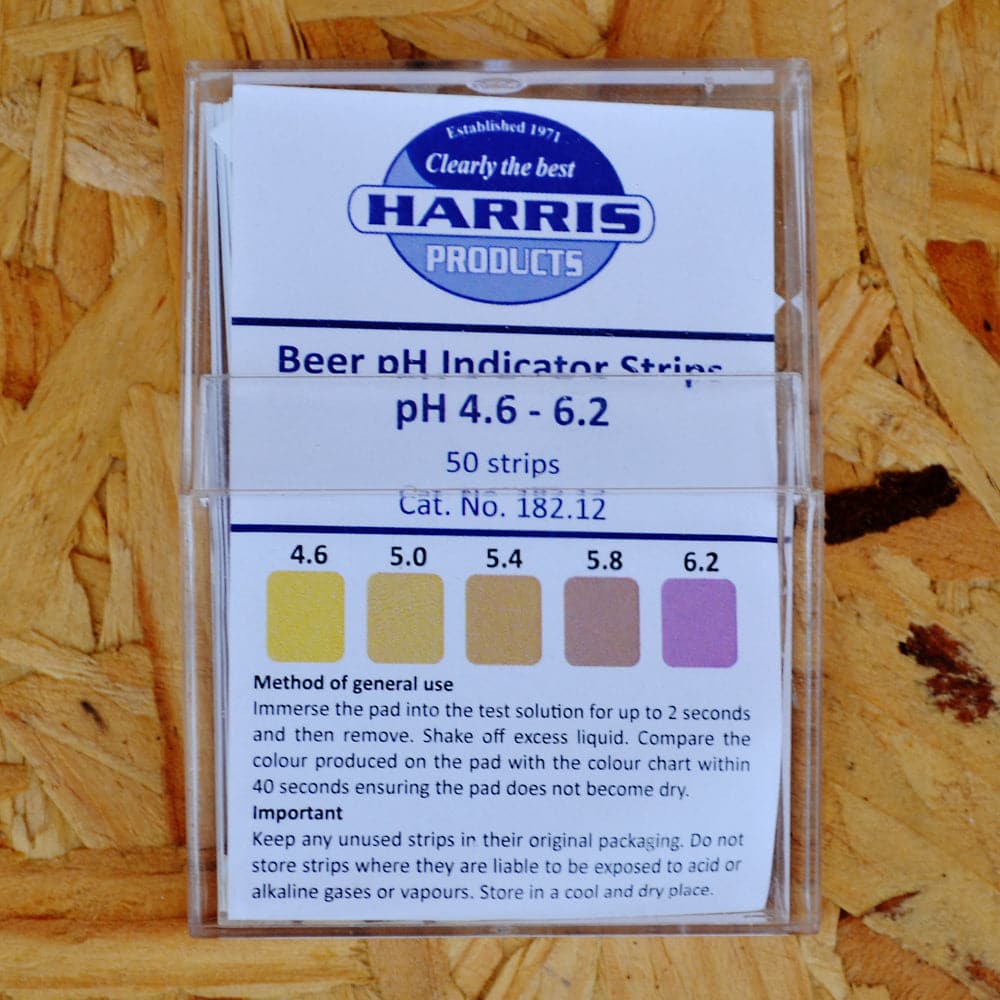 Established 1971
Clearly the best
HARRIS
PRODUCTS
Beer pH Indicator Strips
pH 4.6 - 6.2
50 strips
Cat. No. 182.12
4.6 5.0 5.4 5.8 6.2
Method of general use
Immerse the pad into the test solution for up to 2 seconds
and then remove. Shake off excess liquid. Compare the
colour produced on the pad with the colour chart within
40 seconds ensuring the pad does not become dry.
Important
Keep any unused strips in their original packaging. Do not
store strips where they are liable to be exposed to acid or
alkaline gases or vapours. Store in a cool and dry place.